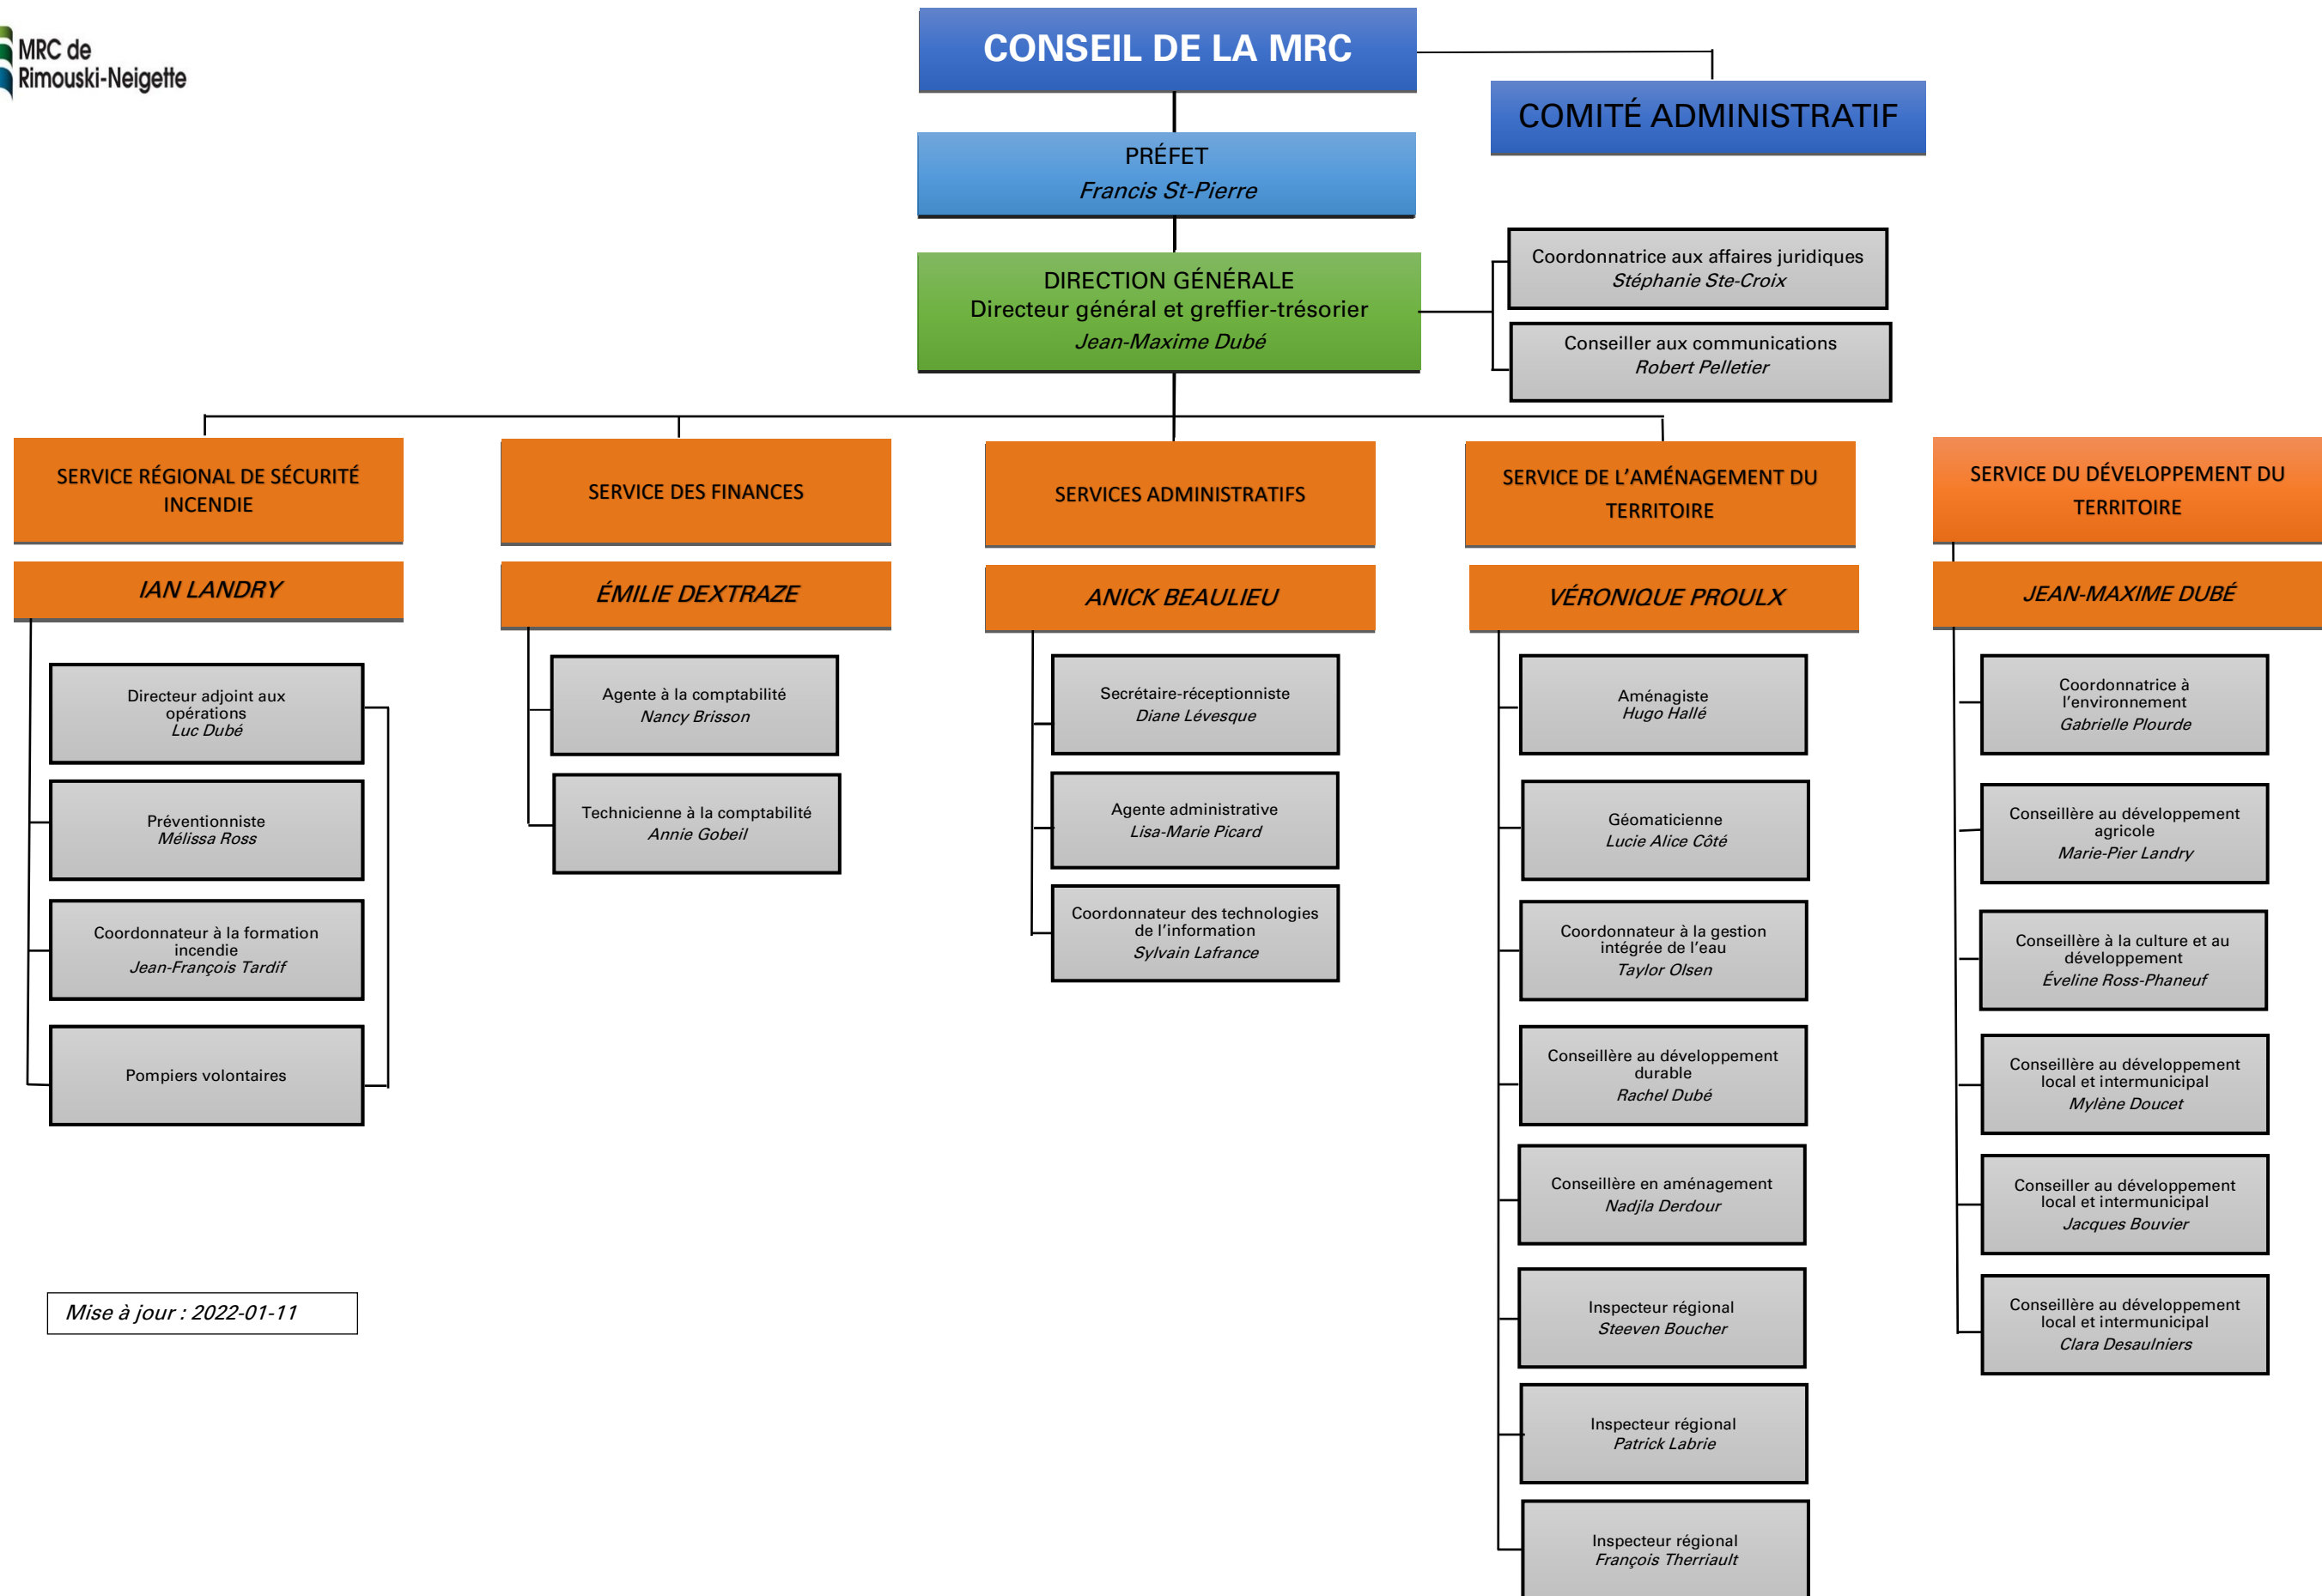 MRC de
Rimouski-Neigette
CONSEIL DE LA MRC
COMITÉ ADMINISTRATIF
PRÉFET
Francis St-Pierre
DIRECTION GÉNÉRALE
Directeur général et greffier-trésorier
Jean-Maxime Dubé
Coordonnatrice aux affaires juridiques
Stéphanie Ste-Croix
Conseiller aux communications
Robert Pelletier
SERVICE RÉGIONAL DE SÉCURITÉ
INCENDIE
IAN LANDRY
Directeur adjoint aux
opérations
Luc Dubé
Préventionniste
Mélissa Ross
Coordonnateur à la formation
incendie
Jean-François Tardif
Pompiers volontaires
SERVICE DES FINANCES
ÉMILIE DEXTRAZE
Agente à la comptabilité
Nancy Brisson
Technicienne à la comptabilité
Annie Gobeil
SERVICES ADMINISTRATIFS
ANICK BEAULIEU
Secrétaire-réceptionniste
Diane Lévesque
Agente administrative
Lisa-Marie Picard
Coordonnateur des technologies
de l'information
Sylvain Lafrance
SERVICE DE L'AMÉNAGEMENT DU
TERRITOIRE
VÉRONIQUE PROULX
Aménagiste
Hugo Hallé
Géomaticienne
Lucie Alice Côté
Coordonnateur à la gestion
intégrée de l'eau
Taylor Olsen
Conseillère au développement
durable
Rachel Dubé
Conseillère en aménagement
Nadjla Derdour
Inspecteur régional
Steeven Boucher
Inspecteur régional
Patrick Labrie
Inspecteur régional
François Therriault
SERVICE DU DÉVELOPPEMENT DU
TERRITOIRE
JEAN-MAXIME DUBÉ
Coordonnatrice à
l'environnement
Gabrielle Plourde
Conseillère au développement
agricole
Marie-Pier Landry
Conseillère à la culture et au
développement
Éveline Ross-Phaneuf
Conseillère au développement
local et intermunicipal
Mylène Doucet
Conseiller au développement
local et intermunicipal
Jacques Bouvier
Conseillère au développement
local et intermunicipal
Clara Desaulniers
Mise à jour : 2022-01-11